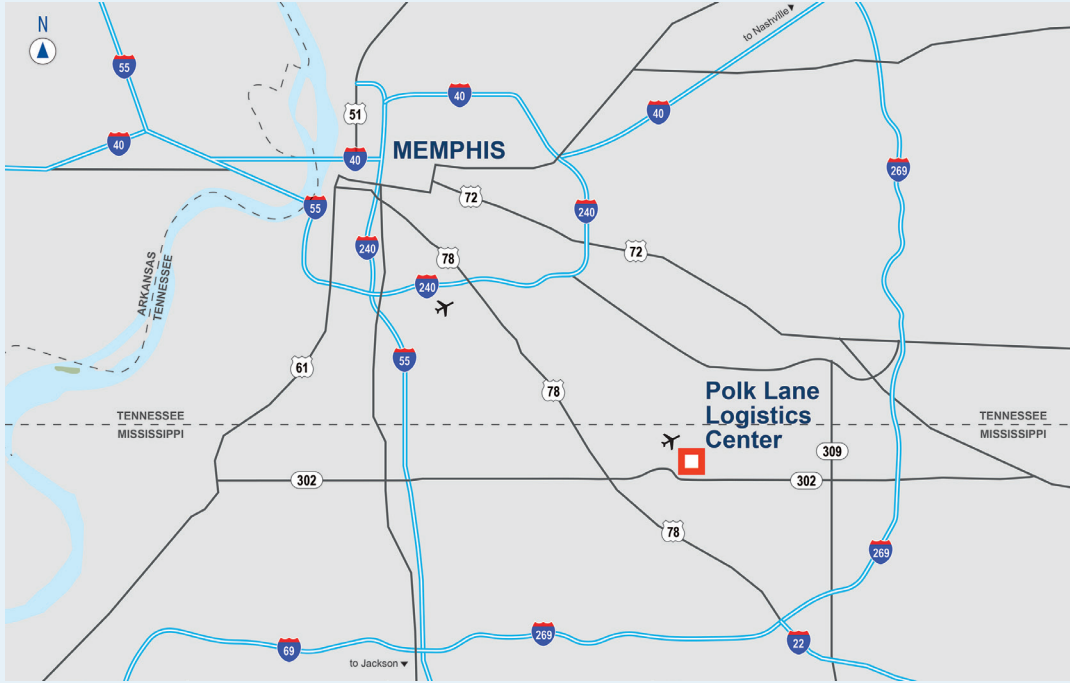 N
to Nashville
55
51
40
40
40
MEMPHIS
40
269
72
55
240
240
72
78
240
ARKANSAS
TENNESSEE
61
55
78
Polk Lane
Logistics
Center
TENNESSEE
MISSISSIPPI
TENNESSEE
MISSISSIPPI
309
302
302
78
269
69
269
22
to Jackson